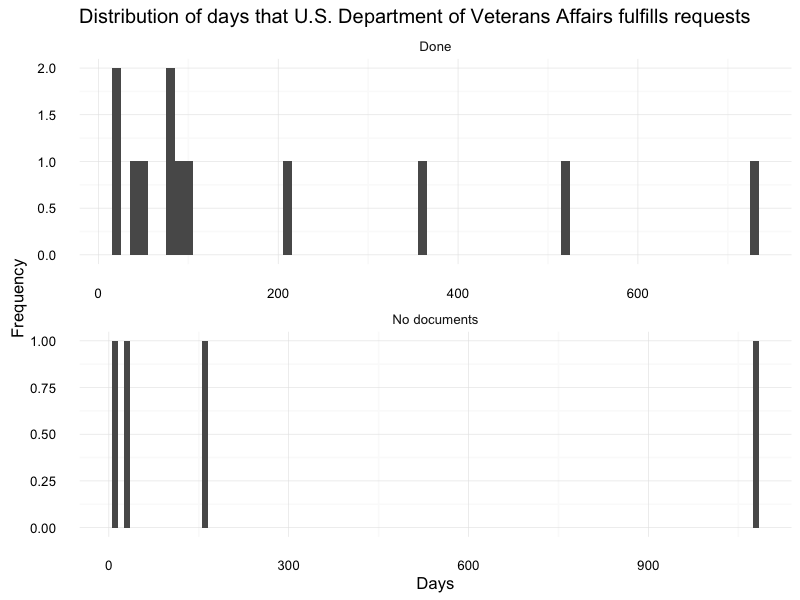 Distribution of days that U.S. Department of Veterans Affairs fulfills requests
Done
2.0
1.5
1.0
0.5
0.0
0 200 400 600
Frequency
No documents
1.00
0.75
0.50
0.25
0.00
0 300 600 900
Days